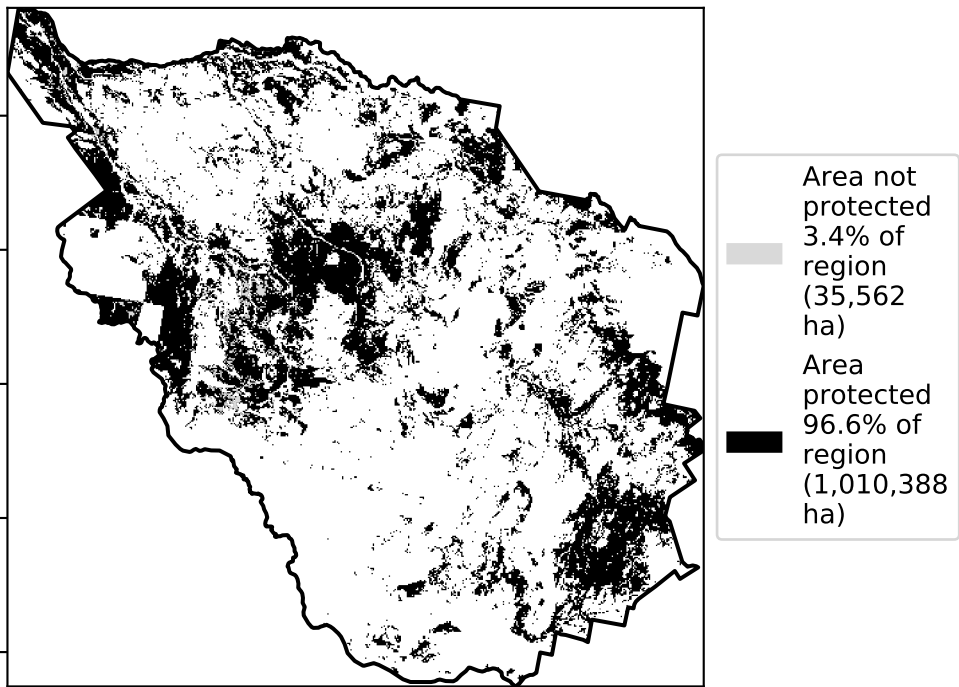 Area not
protected
3.4% of
region
(35,562
ha)
Area
protected
96.6% of
region
(1,010,388
ha)